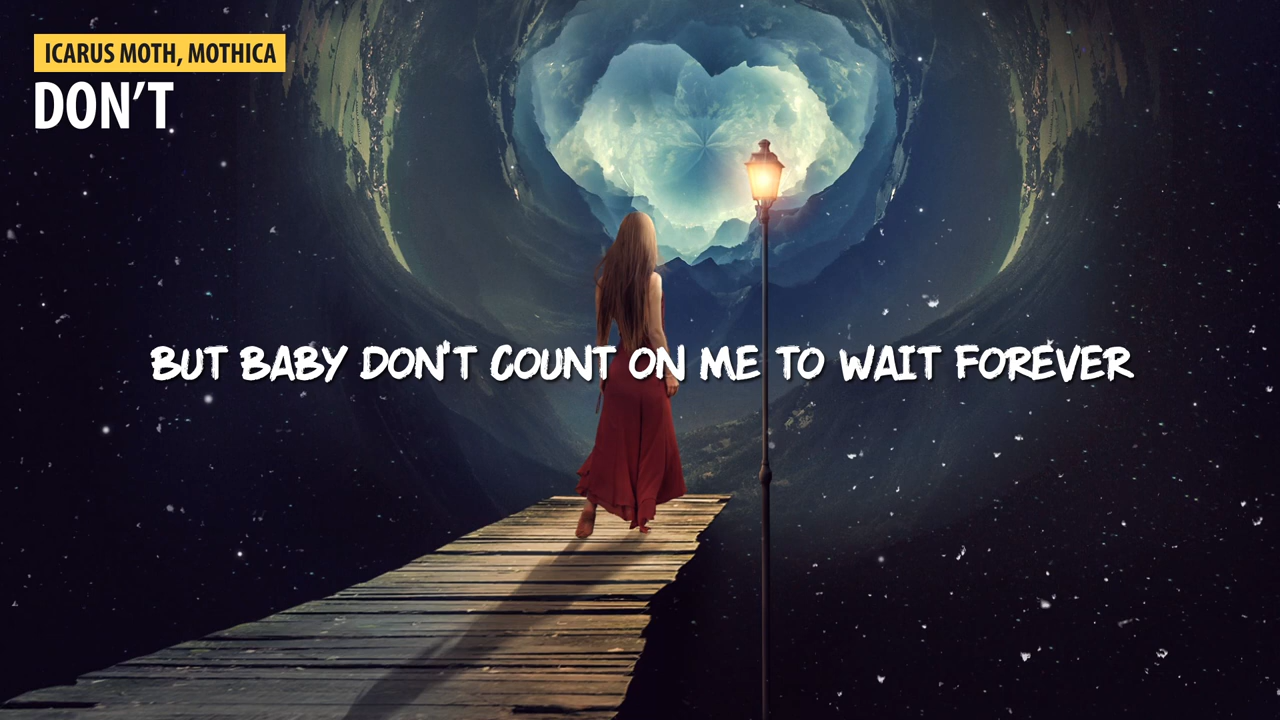 ICARUS MOTH, MOTHICA
DON'T
BUT BABY DON'T COUNT ON ME TO WAIT FOREVER